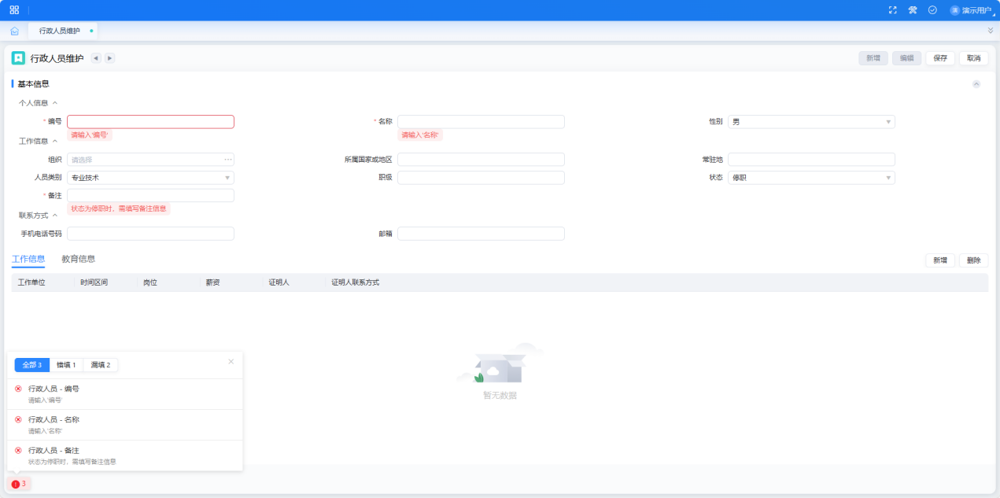 演 演示用户
行政人员维护
行政人员维护 新增 编辑 保存 取消
基本信息
个人信息
* 编号 * 名称 性别 男
请输入'编号' 请输入'名称'
工作信息
组织 请选择 所属国家或地区 常驻地
人员类别 专业技术 职级 状态 停职
* 备注
状态为停职时，需填写备注信息
联系方式
手机电话号码 邮箱
工作信息 教育信息 新增 删除
工作单位 时间区间 岗位 薪资 证明人 证明人联系方式
暂无数据
全部 3 错填 1 漏填 2
行政人员 - 编号
请输入'编号'
行政人员 - 名称
请输入'名称'
行政人员 - 备注
状态为停职时，需填写备注信息
3